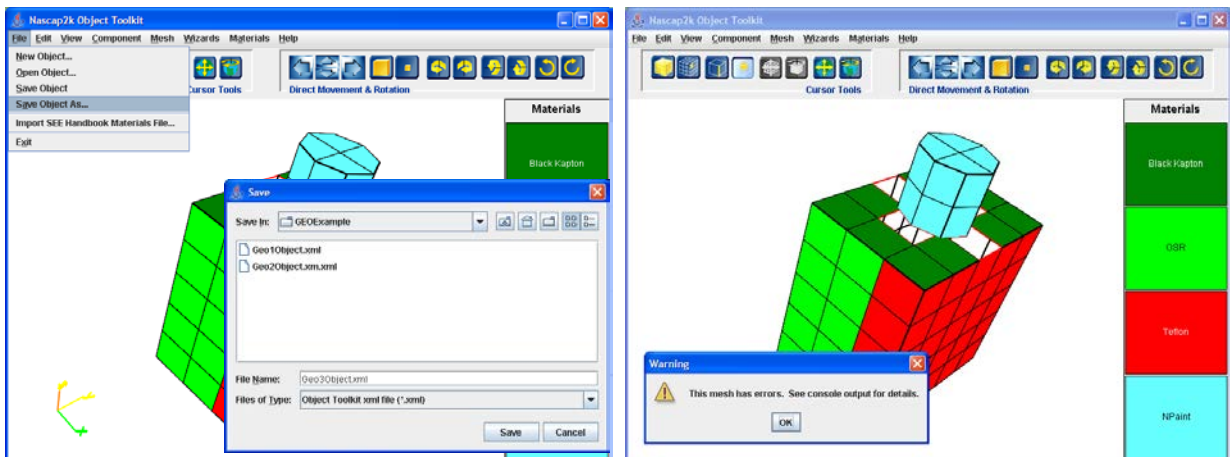 Nascap2k Object Toolkit
File Edit View Component Mesh Wizards Materials Help
New Object...
Open Object...
Save Object
Save Object As...
Import SEE Handbook Materials File...
Exit
Cursor Tools
Direct Movement & Rotation
Materials
Black Kapton
Save
Save In: GEOExample
Geo1Object.xml
Geo2Object.xm.xml
File Name: Geo3Object.xml
Files of Type: Object Toolkit xml file (*.xml)
Save Cancel
Nascap2k Object Toolkit
File Edit View Component Mesh Wizards Materials Help
Cursor Tools
Direct Movement & Rotation
Materials
Black Kapton
OSR
Teflon
NPaint
Warning
This mesh has errors. See console output for details.
OK